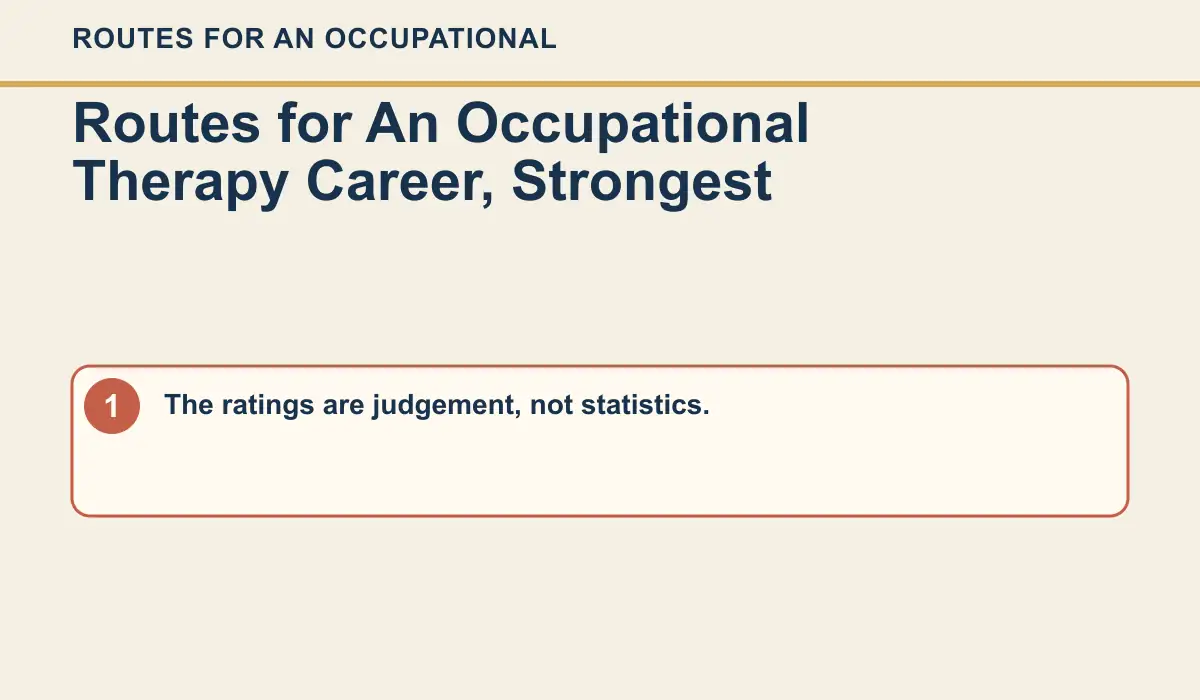 ROUTES FOR AN OCCUPATIONAL
Routes for An Occupational
Therapy Career, Strongest
1 The ratings are judgement, not statistics.